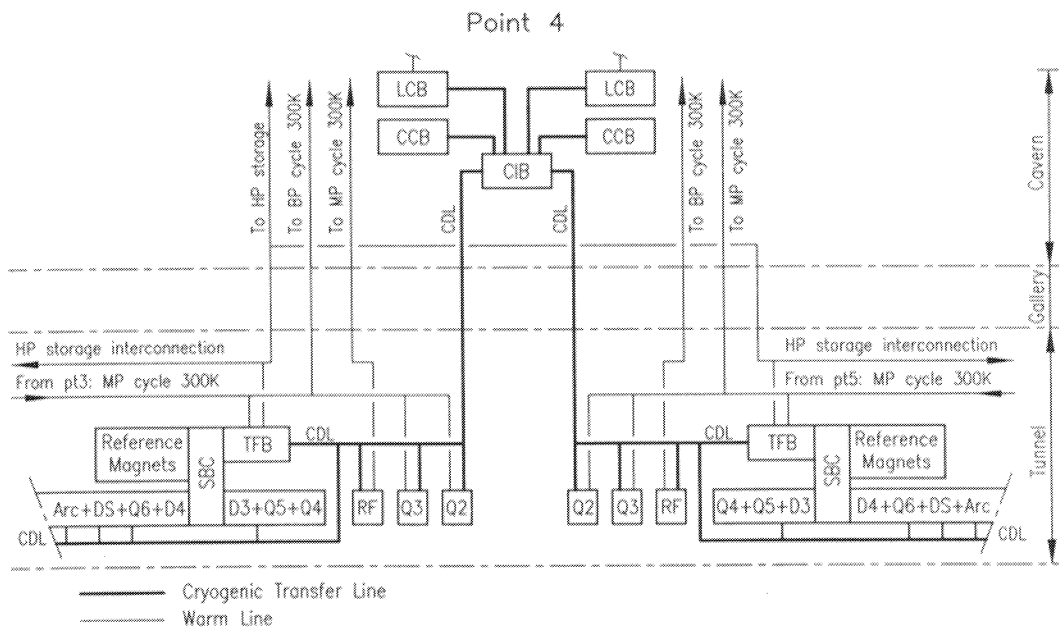 Point 4
LCB
LCB
CCB
CCB
CIB
To HP storage
To BP cycle 300K
To MP cycle 300K
CDL
CDL
To BP cycle 300K
To MP cycle 300K
Cavern
Gallery
Tunnel
HP storage interconnection
HP storage interconnection
From pt3: MP cycle 300K
From pt5: MP cycle 300K
Reference
Magnets
SBC
TFB
CDL
CDL
TFB
SBC
Reference
Magnets
Arc+DS+Q6+D4
D3+Q5+Q4
RF
Q3
Q2
Q2
Q3
RF
Q4+Q5+D3
D4+Q6+DS+Arc
CDL
CDL
Cryogenic Transfer Line
Warm Line